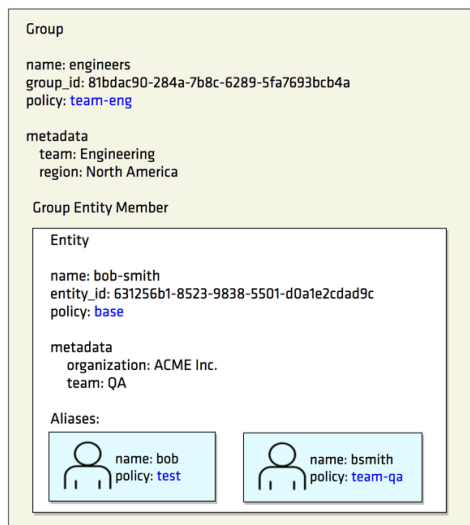 Group
name: engineers
group_id: 81bdac90-284a-7b8c-6289-5fa7693bcb4a
policy: team-eng
metadata
team: Engineering
region: North America
Group Entity Member
Entity
name: bob-smith
entity_id: 631256b1-8523-9838-5501-d0a1e2cdad9c
policy: base
metadata
organization: ACME Inc.
team: QA
Aliases:
name: bob
policy: test
name: bsmith
policy: team-qa